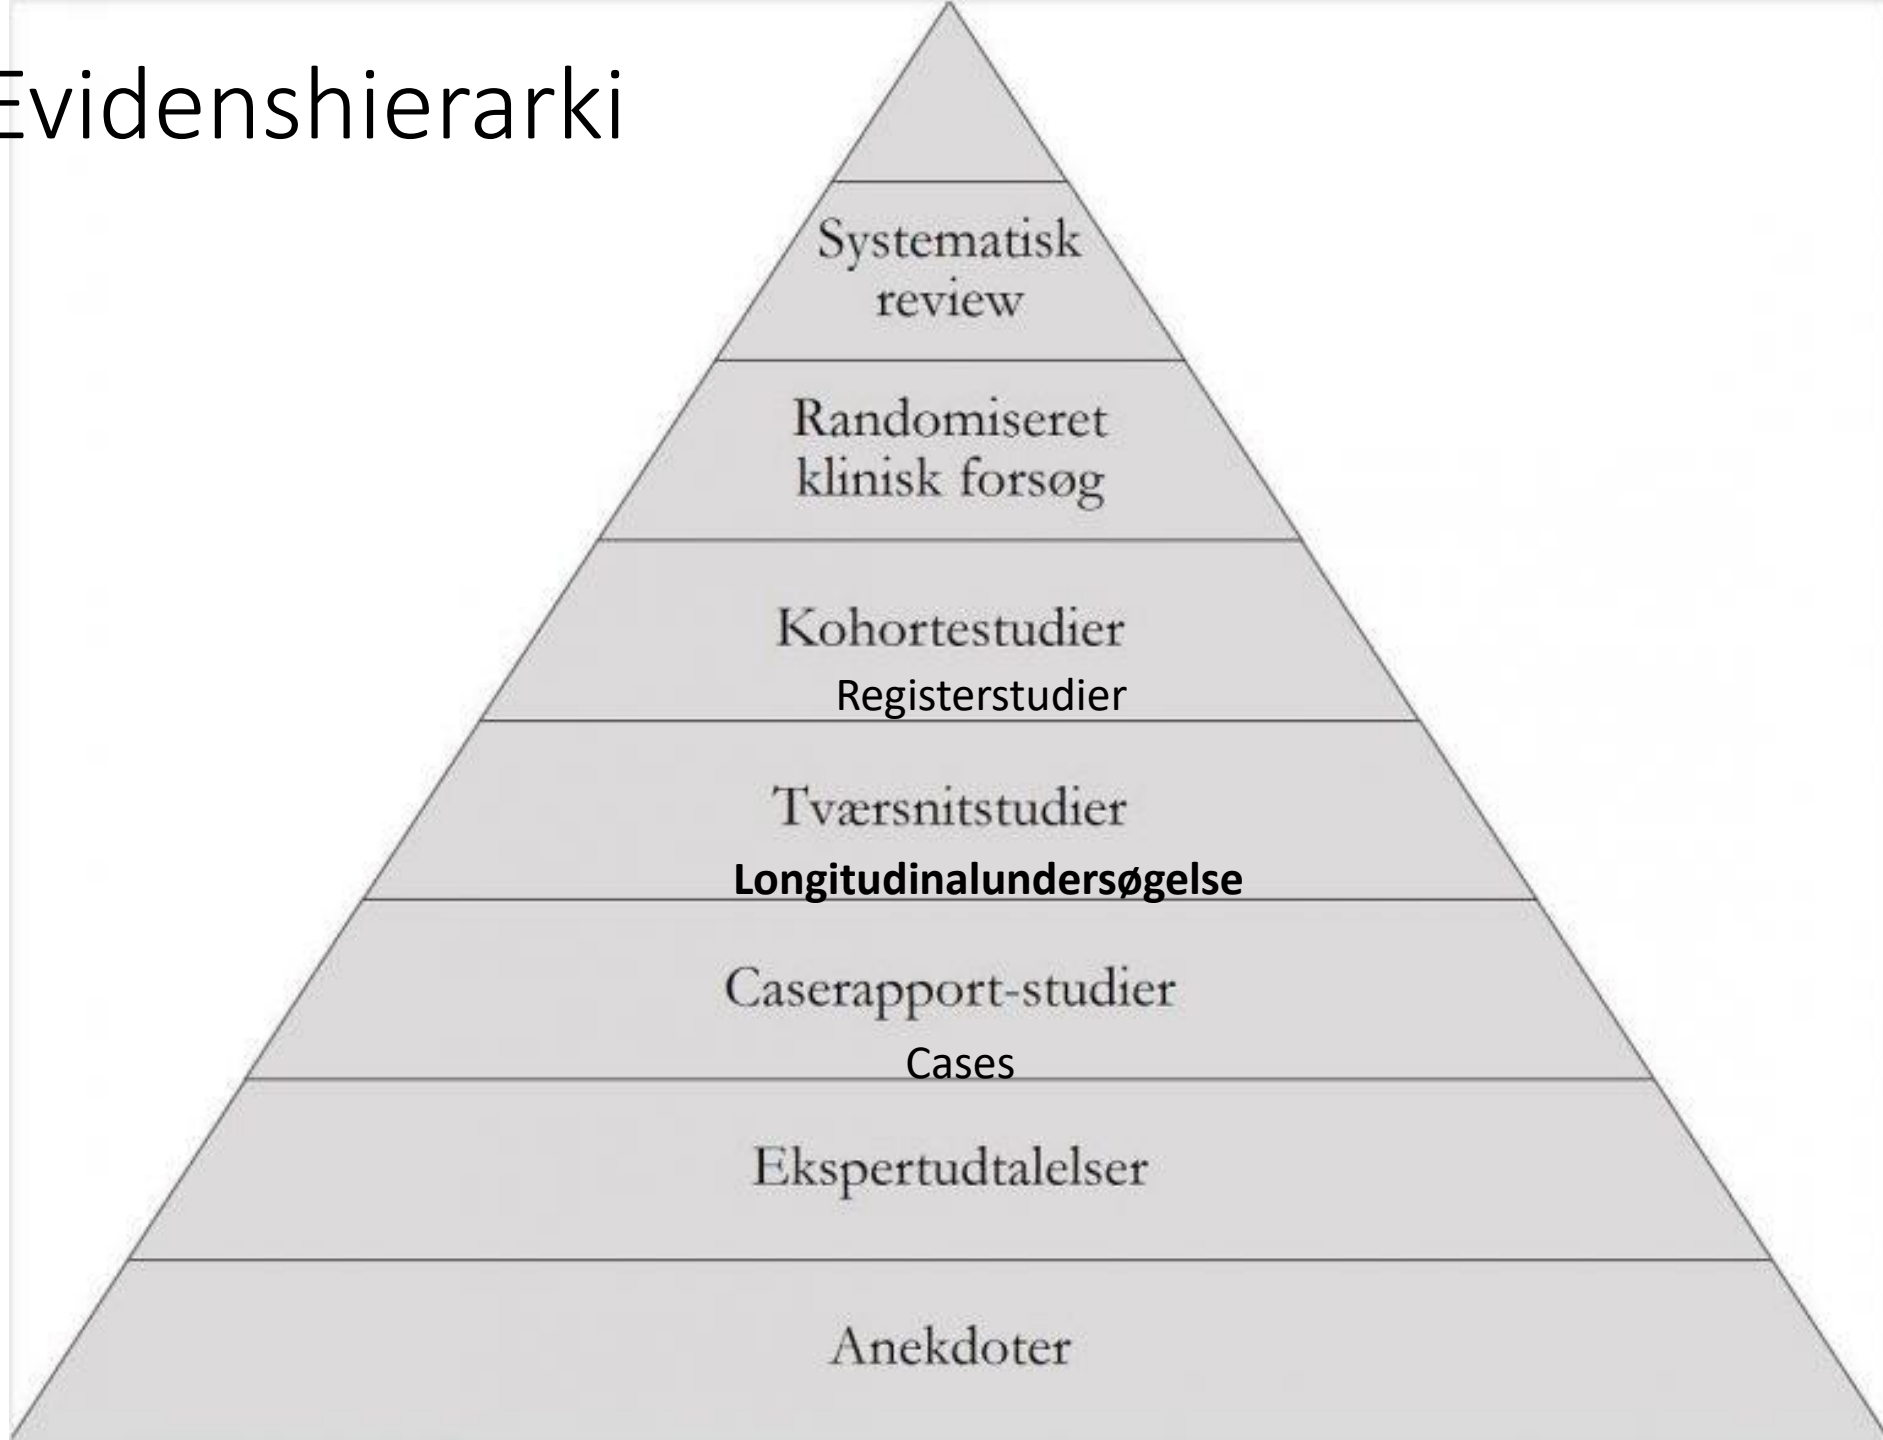 Evidenshierarki
Systematisk
review
Randomiseret
klinisk forsøg
Kohortestudier
Registerstudier
Tværsnitstudier
Longitudinalundersøgelse
Caserapport-studier
Cases
Ekspertudtalelser
Anekdoter